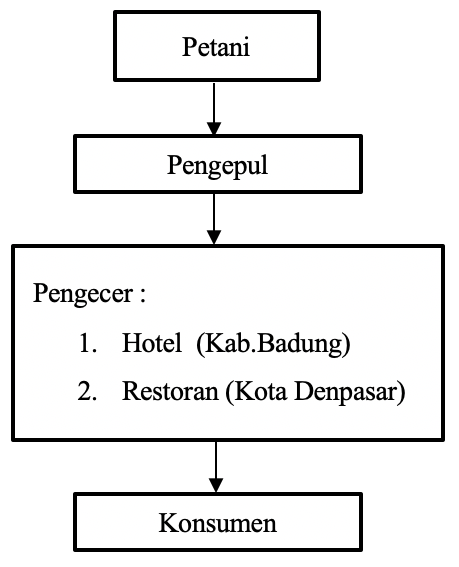 Petani
Pengepul
Pengecer :
1. Hotel (Kab.Badung)
2. Restoran (Kota Denpasar)
Konsumen